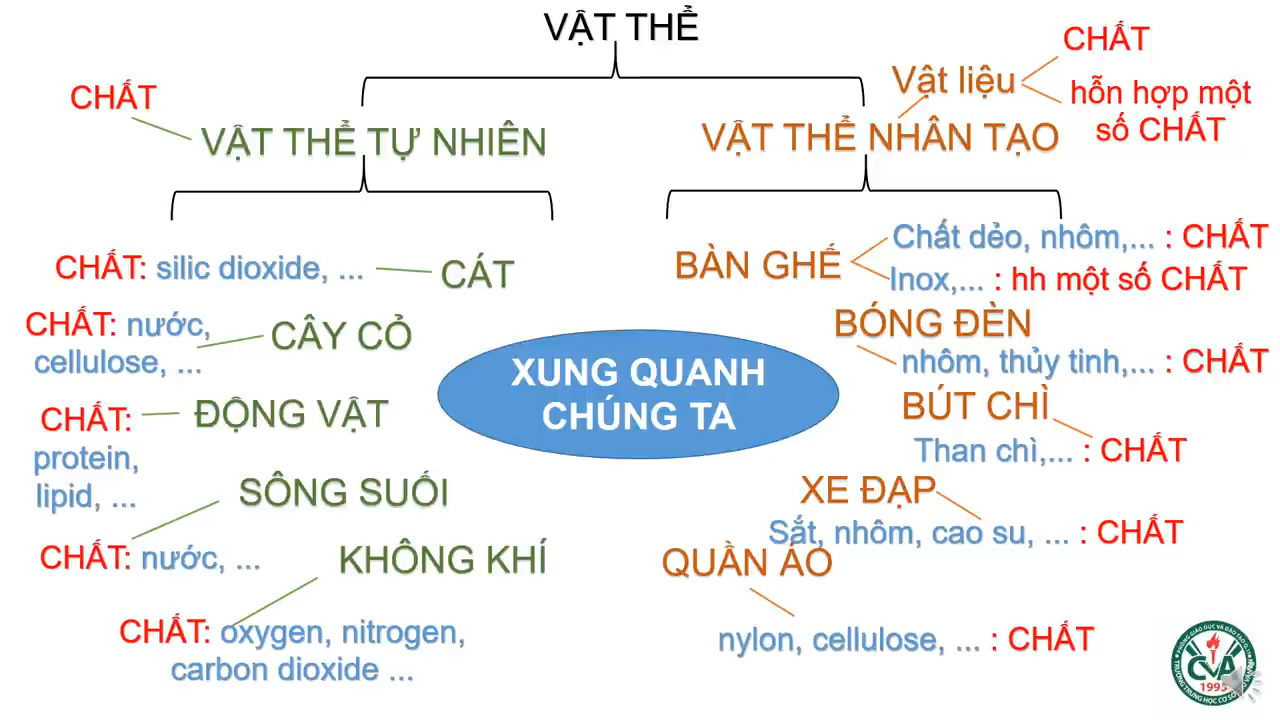 VẬT THỂ
CHẤT
VẬT THỂ TỰ NHIÊN
Vật liệu
CHẤT
hỗn hợp một
số CHẤT
VẬT THỂ NHÂN TẠO
CHẤT: silic dioxide, ...
CÁT
CHẤT: nước,
cellulose, ...
CÂY CỎ
CHẤT:
protein,
lipid, ...
ĐỘNG VẬT
SÔNG SUỐI
CHẤT: nước, ...
KHÔNG KHÍ
CHẤT: oxygen, nitrogen,
carbon dioxide ...
XUNG QUANH
CHÚNG TA
BÀN GHẾ
Chất dẻo, nhôm,... : CHẤT
Inox,... : hh một số CHẤT
BÓNG ĐÈN
nhôm, thủy tinh,... : CHẤT
BÚT CHÌ
Than chì,... : CHẤT
XE ĐẠP
Sắt, nhôm, cao su, ... : CHẤT
QUẦN ÁO
nylon, cellulose, ... : CHẤT
CVA
1995